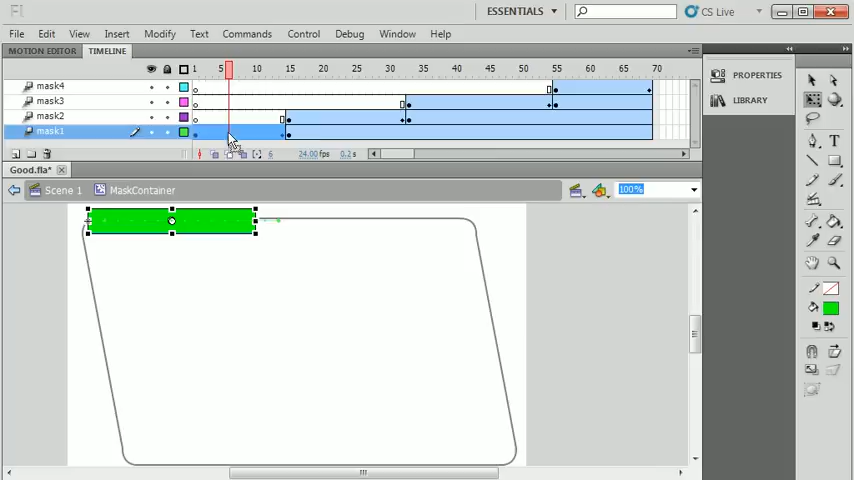 Fl ESSENTIALS CS Live
File Edit View Insert Modify Text Commands Control Debug Window Help
MOTION EDITOR TIMELINE
1 5 10 15 20 25 30 35 40 45 50 55 60 65 70
mask4
mask3
mask2
mask1
6 24.00 fps 0.2 s
Good.fla*
Scene 1 MaskContainer 100%
PROPERTIES
LIBRARY